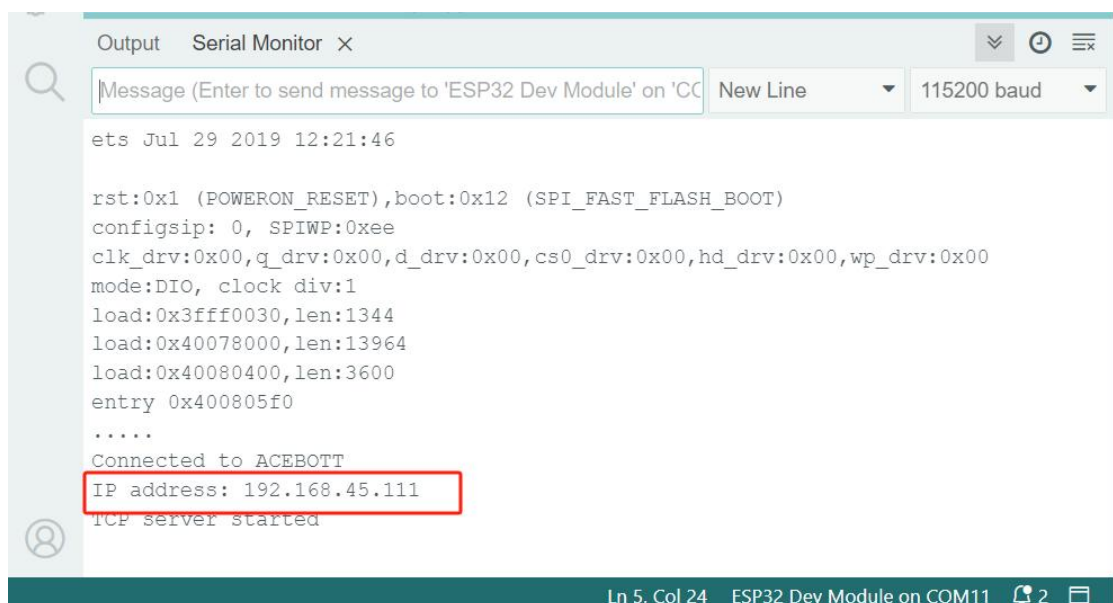 Output Serial Monitor
Message (Enter to send message to 'ESP32 Dev Module' on 'CO New Line 115200 baud
ets Jul 29 2019 12:21:46
rst:0x1 (POWERON_RESET),boot:0x12 (SPI_FAST_FLASH_BOOT)
configsip: 0, SPIWP:0xee
clk_drv:0x00,q_drv:0x00,d_drv:0x00,cs0_drv:0x00,hd_drv:0x00,wp_drv:0x00
mode:DIO, clock div:1
load:0x3fff0030,len:1344
load:0x40078000,len:13964
load:0x40080400,len:3600
entry 0x400805f0
.....
Connected to ACEBOTT
IP address: 192.168.45.111
TCP server started
Ln 5, Col 24 ESP32 Dev Module on COM11 2